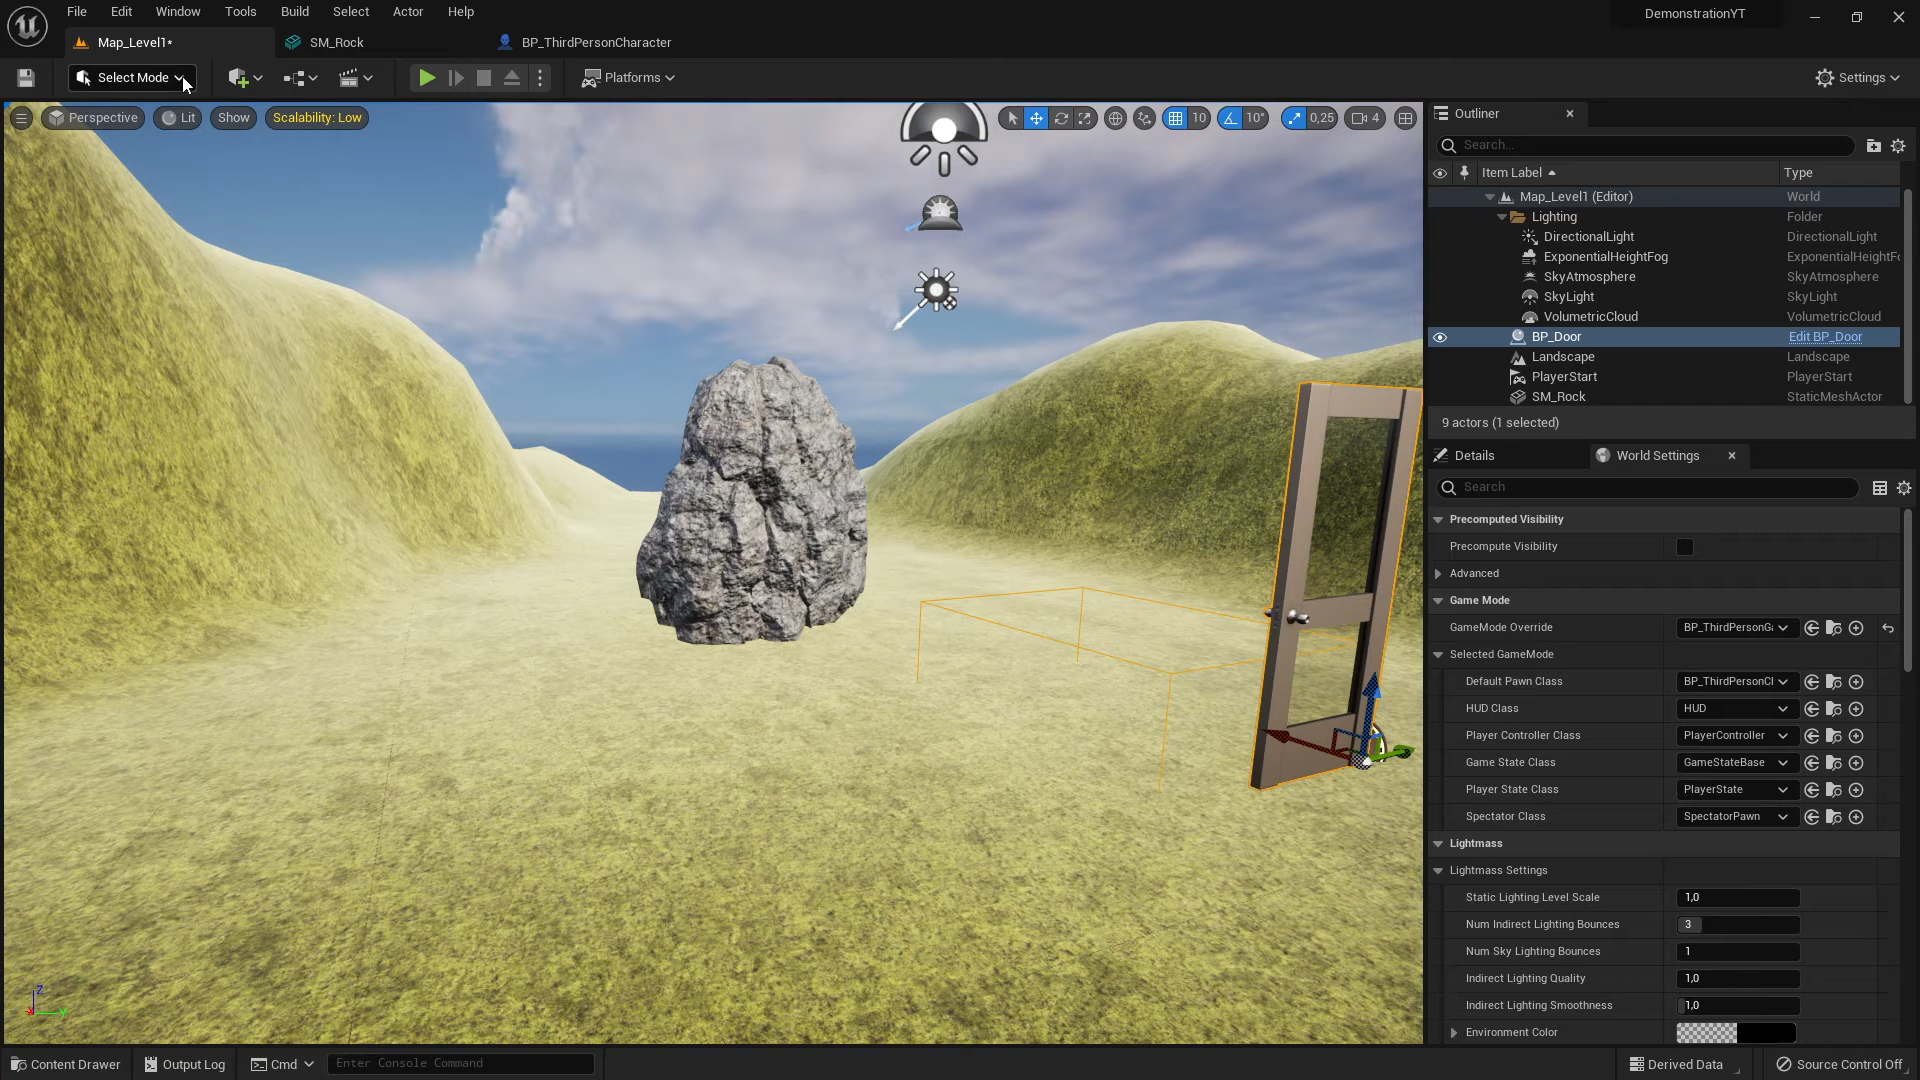 File Edit Window Tools Build Select Actor Help
DemonstrationYT
Map_Level1* SM_Rock BP_ThirdPersonCharacter
Select Mode
Platforms
Settings
Perspective Lit Show Scalability: Low
10 10° 0,25 4
Outliner
Search...
Item Label Type
Map_Level1 (Editor) World
Lighting Folder
DirectionalLight DirectionalLight
ExponentialHeightFog ExponentialHeightFo
SkyAtmosphere SkyAtmosphere
SkyLight SkyLight
VolumetricCloud VolumetricCloud
BP_Door Edit BP_Door
Landscape Landscape
PlayerStart PlayerStart
SM_Rock StaticMeshActor
9 actors (1 selected)
Details World Settings
Search
Precomputed Visibility
Precompute Visibility
Advanced
Game Mode
GameMode Override BP_ThirdPersonGa
Selected GameMode
Default Pawn Class BP_ThirdPersonCl
HUD Class HUD
Player Controller Class PlayerController
Game State Class GameStateBase
Player State Class PlayerState
Spectator Class SpectatorPawn
Lightmass
Lightmass Settings
Static Lighting Level Scale 1,0
Num Indirect Lighting Bounces 3
Num Sky Lighting Bounces 1
Indirect Lighting Quality 1,0
Indirect Lighting Smoothness 1,0
Environment Color
Z
X Y
Content Drawer Output Log Cmd Enter Console Command
Derived Data Source Control Off